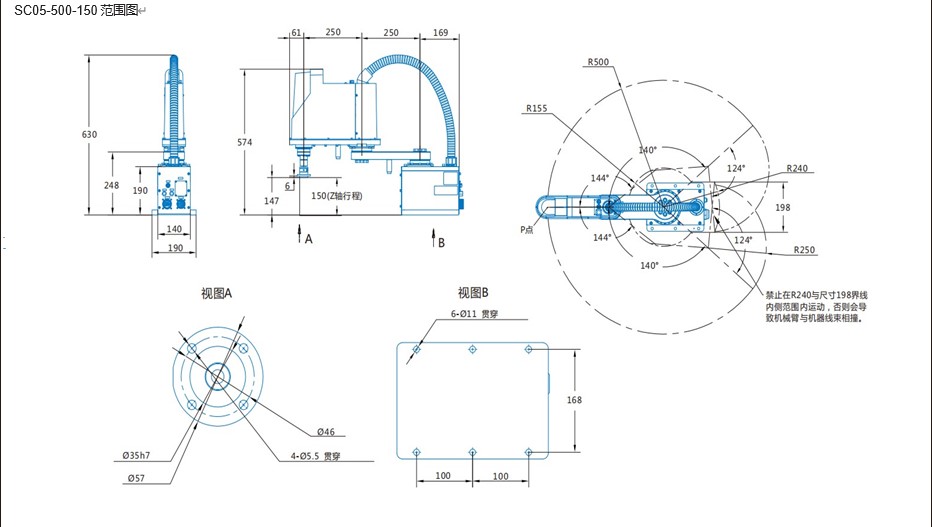 SC05-500-150 范围图
61
250
250
169
630
248
190
140
190
574
147
6
150(Z轴行程)
A
B
R500
R155
140°
124°
R240
144°
198
P点
144°
124°
R250
140°
禁止在R240与尺寸198界线
内侧范围内运动，否则会导
致机械臂与机器线束相撞。
视图A
Ø46
Ø35h7
4-Ø5.5 贯穿
Ø57
视图B
6-Ø11 贯穿
168
100
100